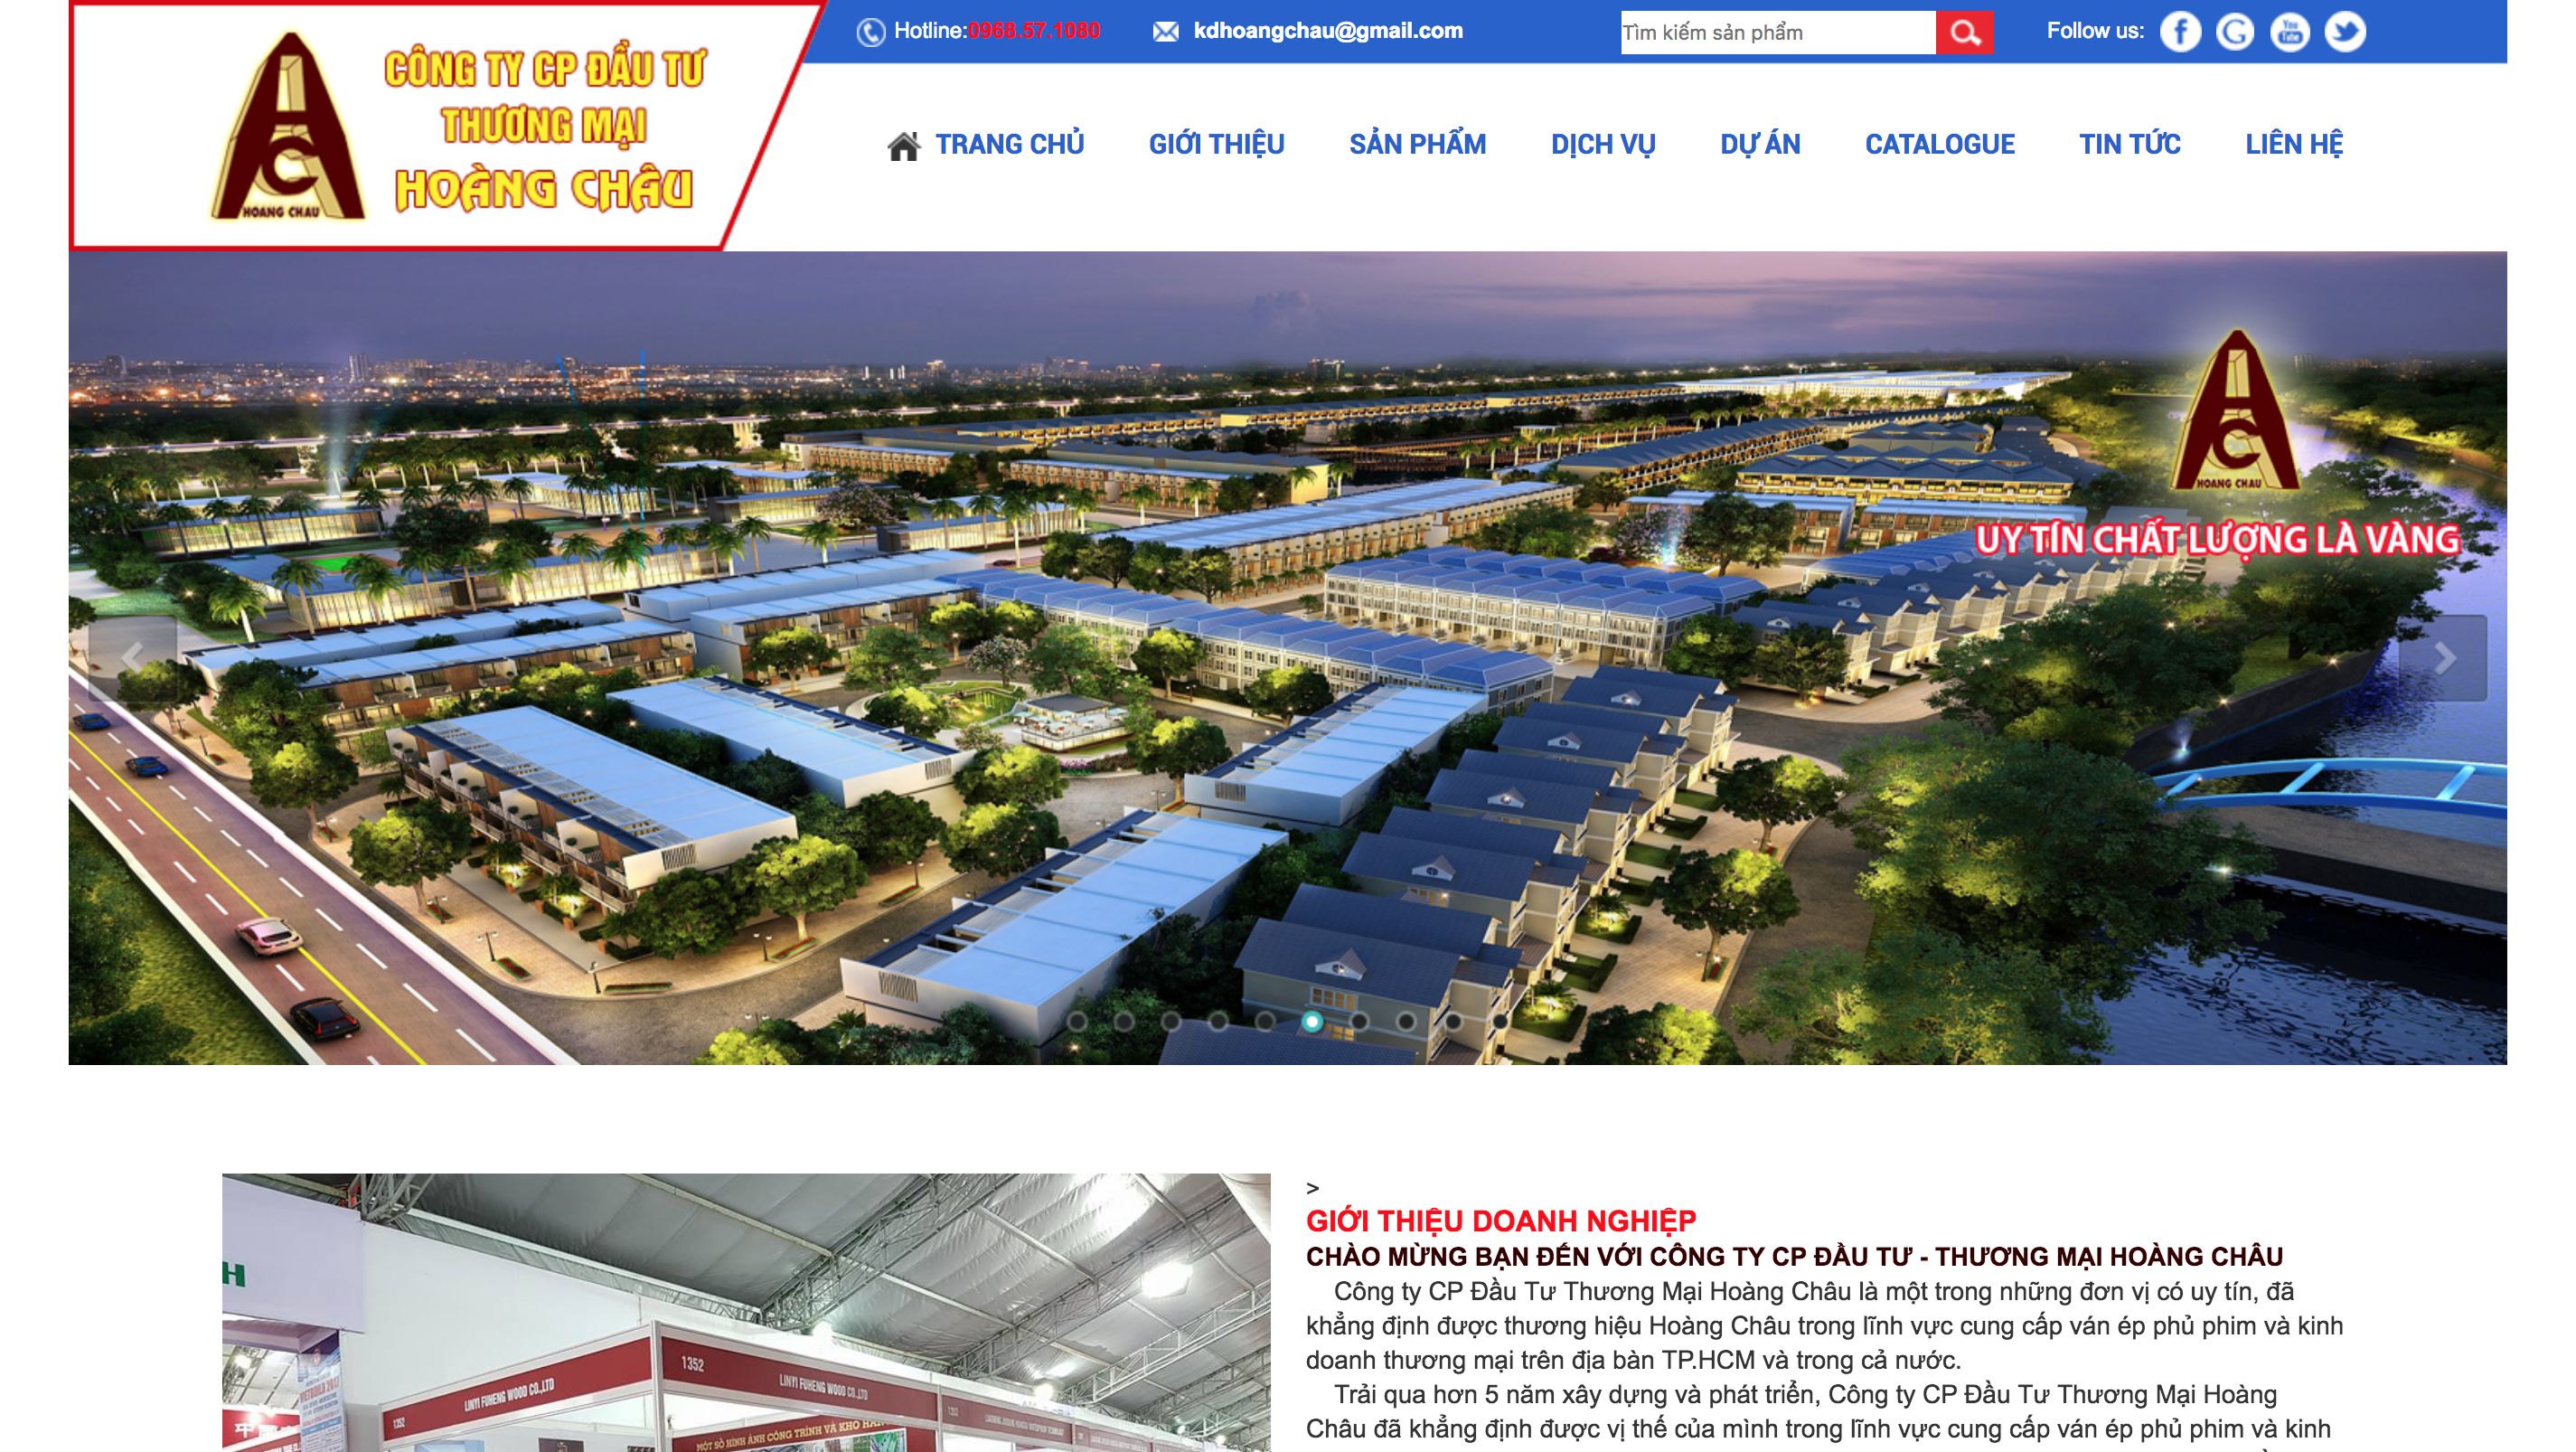 CÔNG TY CP ĐẦU TƯ
THƯƠNG MẠI
HOÀNG CHÂU
HOANG CHAU
Hotline:0968.57.1080
kdhoangchau@gmail.com
Tìm kiếm sản phẩm
Follow us:
You Tube
TRANG CHỦ
GIỚI THIỆU
SẢN PHẨM
DỊCH VỤ
DỰ ÁN
CATALOGUE
TIN TỨC
LIÊN HỆ
HOANG CHAU
UY TÍN CHẤT LƯỢNG LÀ VÀNG
>
GIỚI THIỆU DOANH NGHIỆP
CHÀO MỪNG BẠN ĐẾN VỚI CÔNG TY CP ĐẦU TƯ - THƯƠNG MẠI HOÀNG CHÂU
Công ty CP Đầu Tư Thương Mại Hoàng Châu là một trong những đơn vị có uy tín, đã
khẳng định được thương hiệu Hoàng Châu trong lĩnh vực cung cấp ván ép phủ phim và kinh
doanh thương mại trên địa bàn TP.HCM và trong cả nước.
Trải qua hơn 5 năm xây dựng và phát triển, Công ty CP Đầu Tư Thương Mại Hoàng
Châu đã khẳng định được vị thế của mình trong lĩnh vực cung cấp ván ép phủ phim và kinh
H
1352
LINYI FUHENG WOOD CO.,LTD
1352
LINYI FUHENG WOOD CO.,LTD
MỘT SỐ HÌNH ẢNH CÔNG TRÌNH VÀ KHO